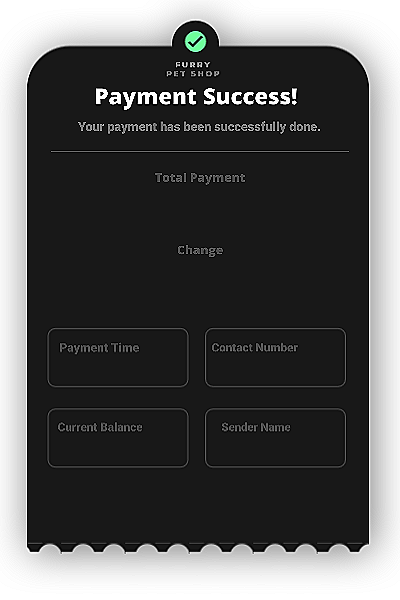 FURRY
PET SHOP
Payment Success!
Your payment has been successfully done.
Total Payment
Change
Payment Time
Contact Number
Current Balance
Sender Name